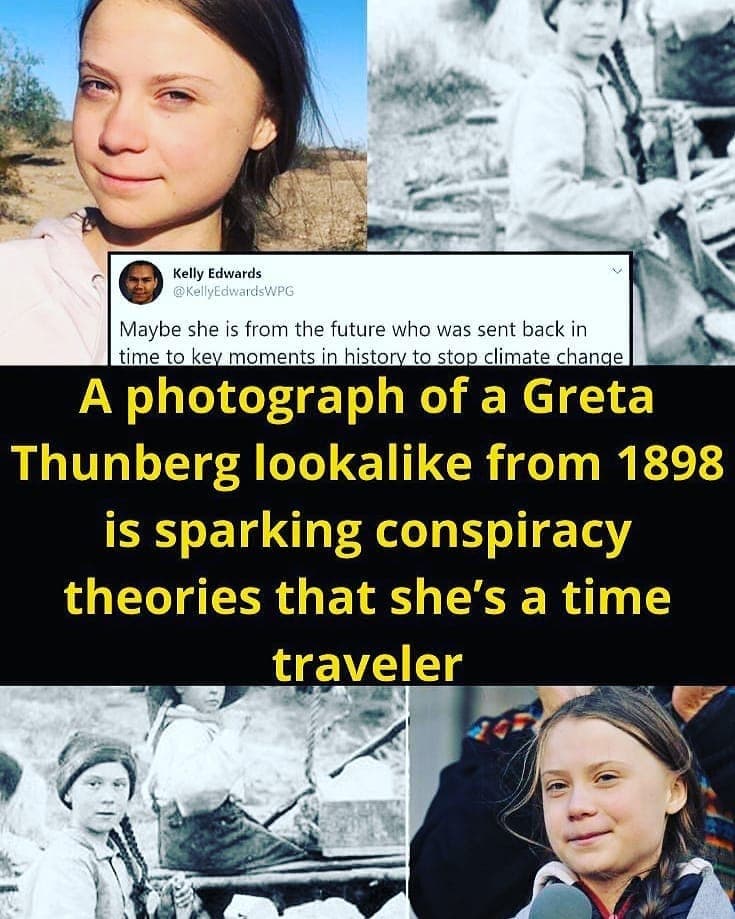 Kelly Edwards
@KellyEdwardsWPG
Maybe she is from the future who was sent back in
time to key moments in history to stop climate change
A photograph of a Greta
Thunberg lookalike from 1898
is sparking conspiracy
theories that she’s a time
traveler